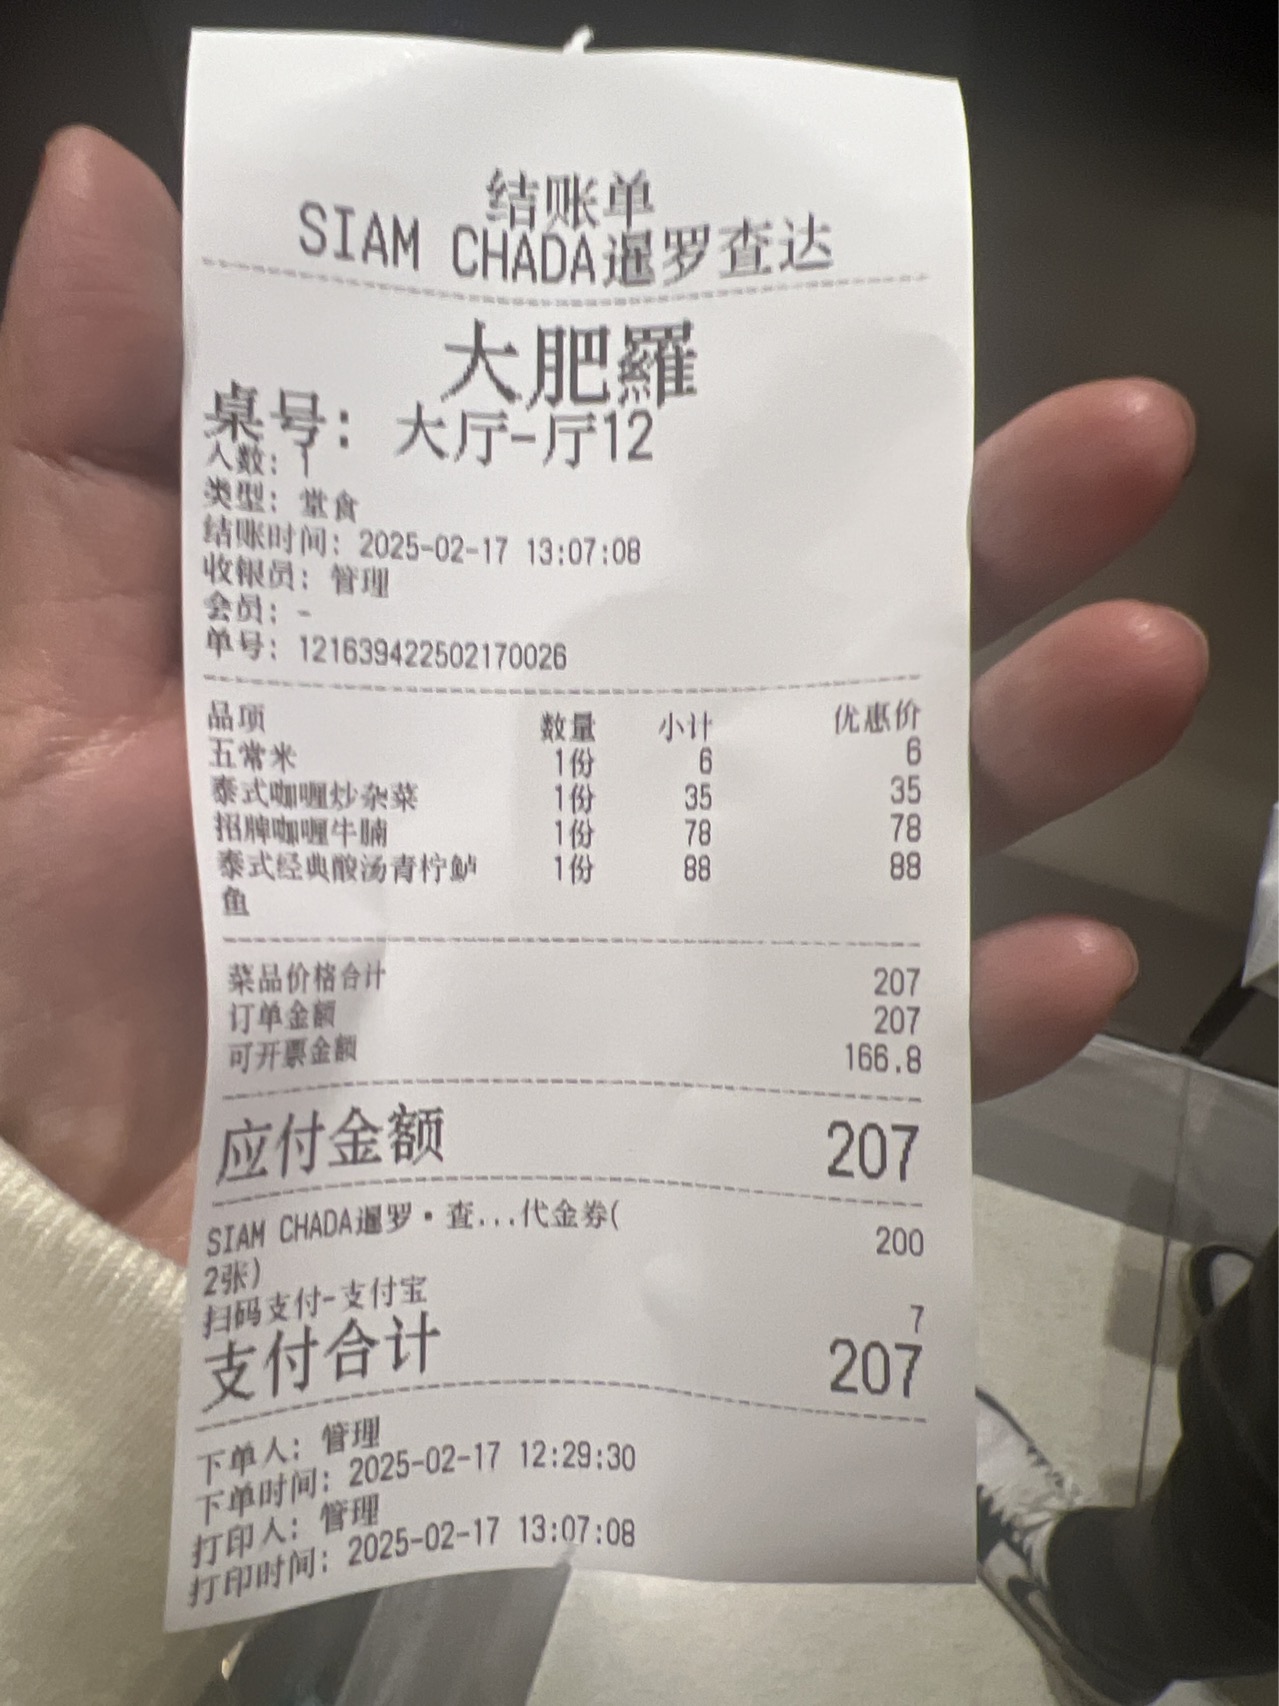 结账单
SIAM CHADA暹罗查达
大肥羅
桌号： 大厅-厅12
人数：1
类型：堂食
结账时间：2025-02-17 13:07:08
收银员：管理
会员：-
单号：121639422502170026
品项 数量 小计 优惠价
五常米 1份 6 6
泰式咖喱炒杂菜 1份 35 35
招牌咖喱牛腩 1份 78 78
泰式经典酸汤青柠鲈 1份 88 88
鱼
菜品价格合计 207
订单金额 207
可开票金额 166.8
应付金额 207
SIAM CHADA暹罗·查...代金券( 200
2张)
扫码支付-支付宝 7
支付合计 207
下单人：管理
下单时间：2025-02-17 12:29:30
打印人：管理
打印时间：2025-02-17 13:07:08